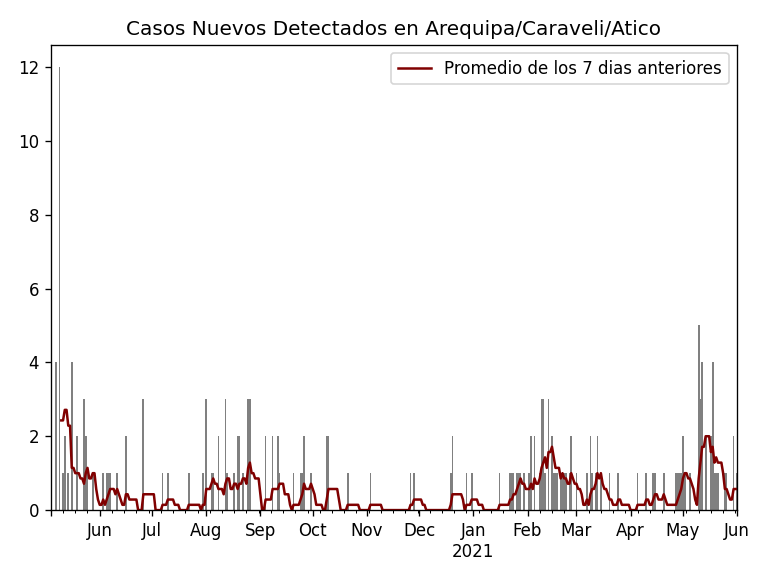 Casos Nuevos Detectados en Arequipa/Caraveli/Atico
Promedio de los 7 dias anteriores
12
10
8
6
4
2
0
Jun Jul Aug Sep Oct Nov Dec Jan Feb Mar Apr May Jun
2021